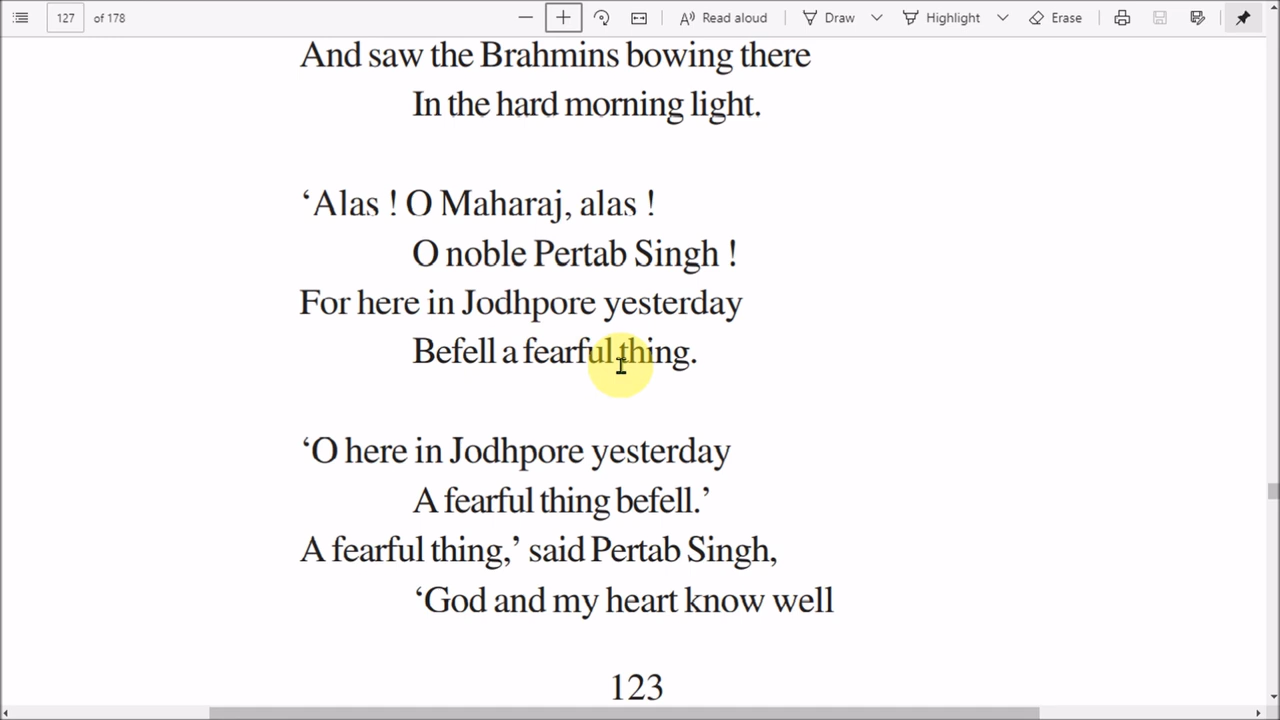 127 of 178 Read aloud Draw Highlight Erase
And saw the Brahmins bowing there
In the hard morning light.
‘Alas ! O Maharaj, alas !
O noble Pertab Singh !
For here in Jodhpore yesterday
Befell a fearful thing.
‘O here in Jodhpore yesterday
A fearful thing befell.’
A fearful thing,’ said Pertab Singh,
‘God and my heart know well
123